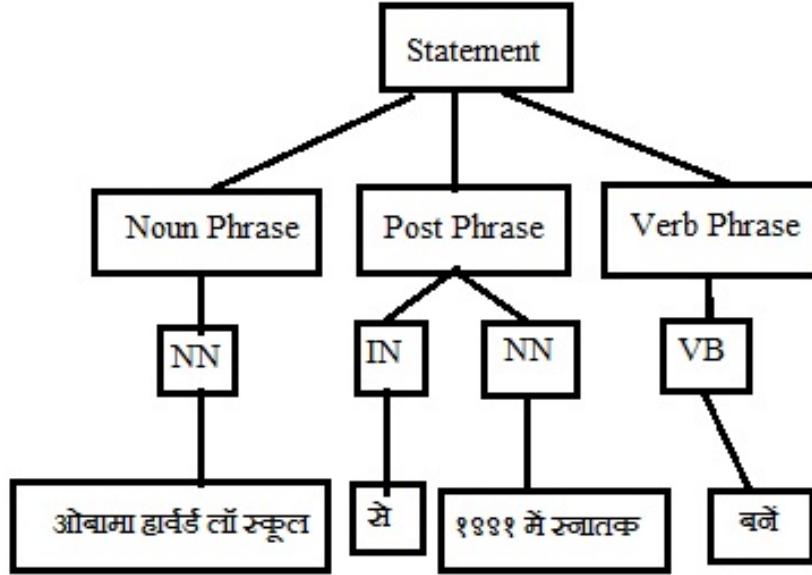 Statement
Noun Phrase
Post Phrase
Verb Phrase
NN
IN
NN
VB
ओबामा हार्वर्ड लॉ स्कूल
से
१९९१ में स्नातक
बनें